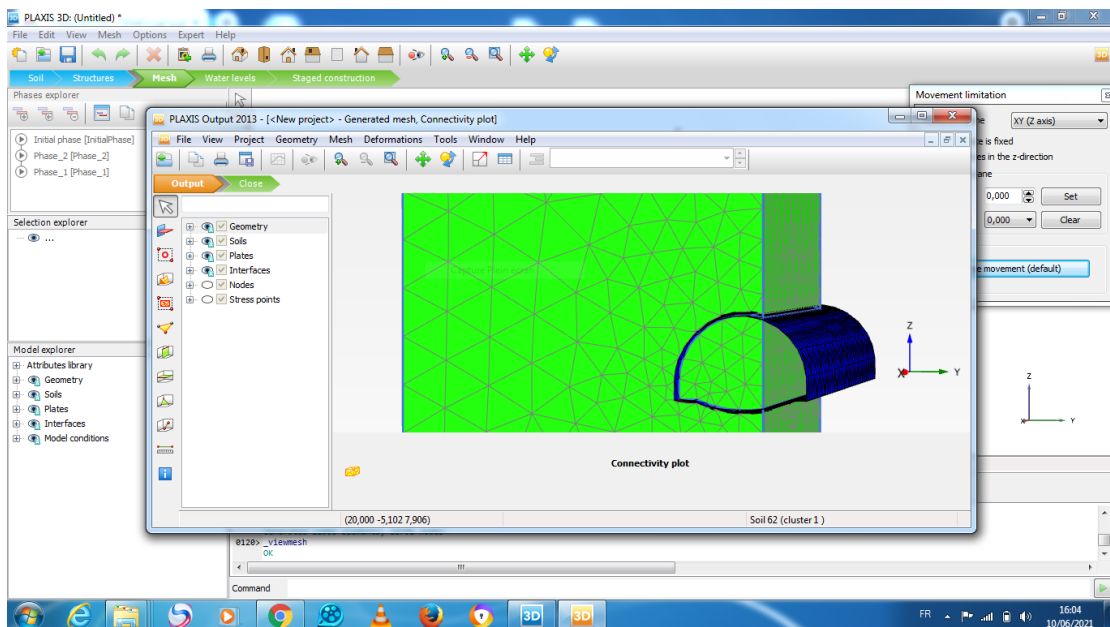 PLAXIS 3D: (Untitled) *
File Edit View Mesh Options Expert Help
Soil Structures Mesh Water levels Staged construction
Phases explorer
Initial phase [InitialPhase]
Phase_2 [Phase_2]
Phase_1 [Phase_1]
Selection explorer
...
Model explorer
Attributes library
Geometry
Soils
Plates
Interfaces
Model conditions
PLAXIS Output 2013 - [<New project> - Generated mesh, Connectivity plot]
File View Project Geometry Mesh Deformations Tools Window Help
Output Close
Geometry
Soils
Plates
Interfaces
Nodes
Stress points
Z
X
Y
Connectivity plot
(20,000 -5,102 7,906)
Soil 62 (cluster 1 )
Movement limitation
XY (Z axis)
is fixed
es in the z-direction
ane
0,000 Set
0,000 Clear
movement (default)
Z
Y
0120> _viewmesh
OK
Command
3D 3D
FR
16:04
10/06/2021